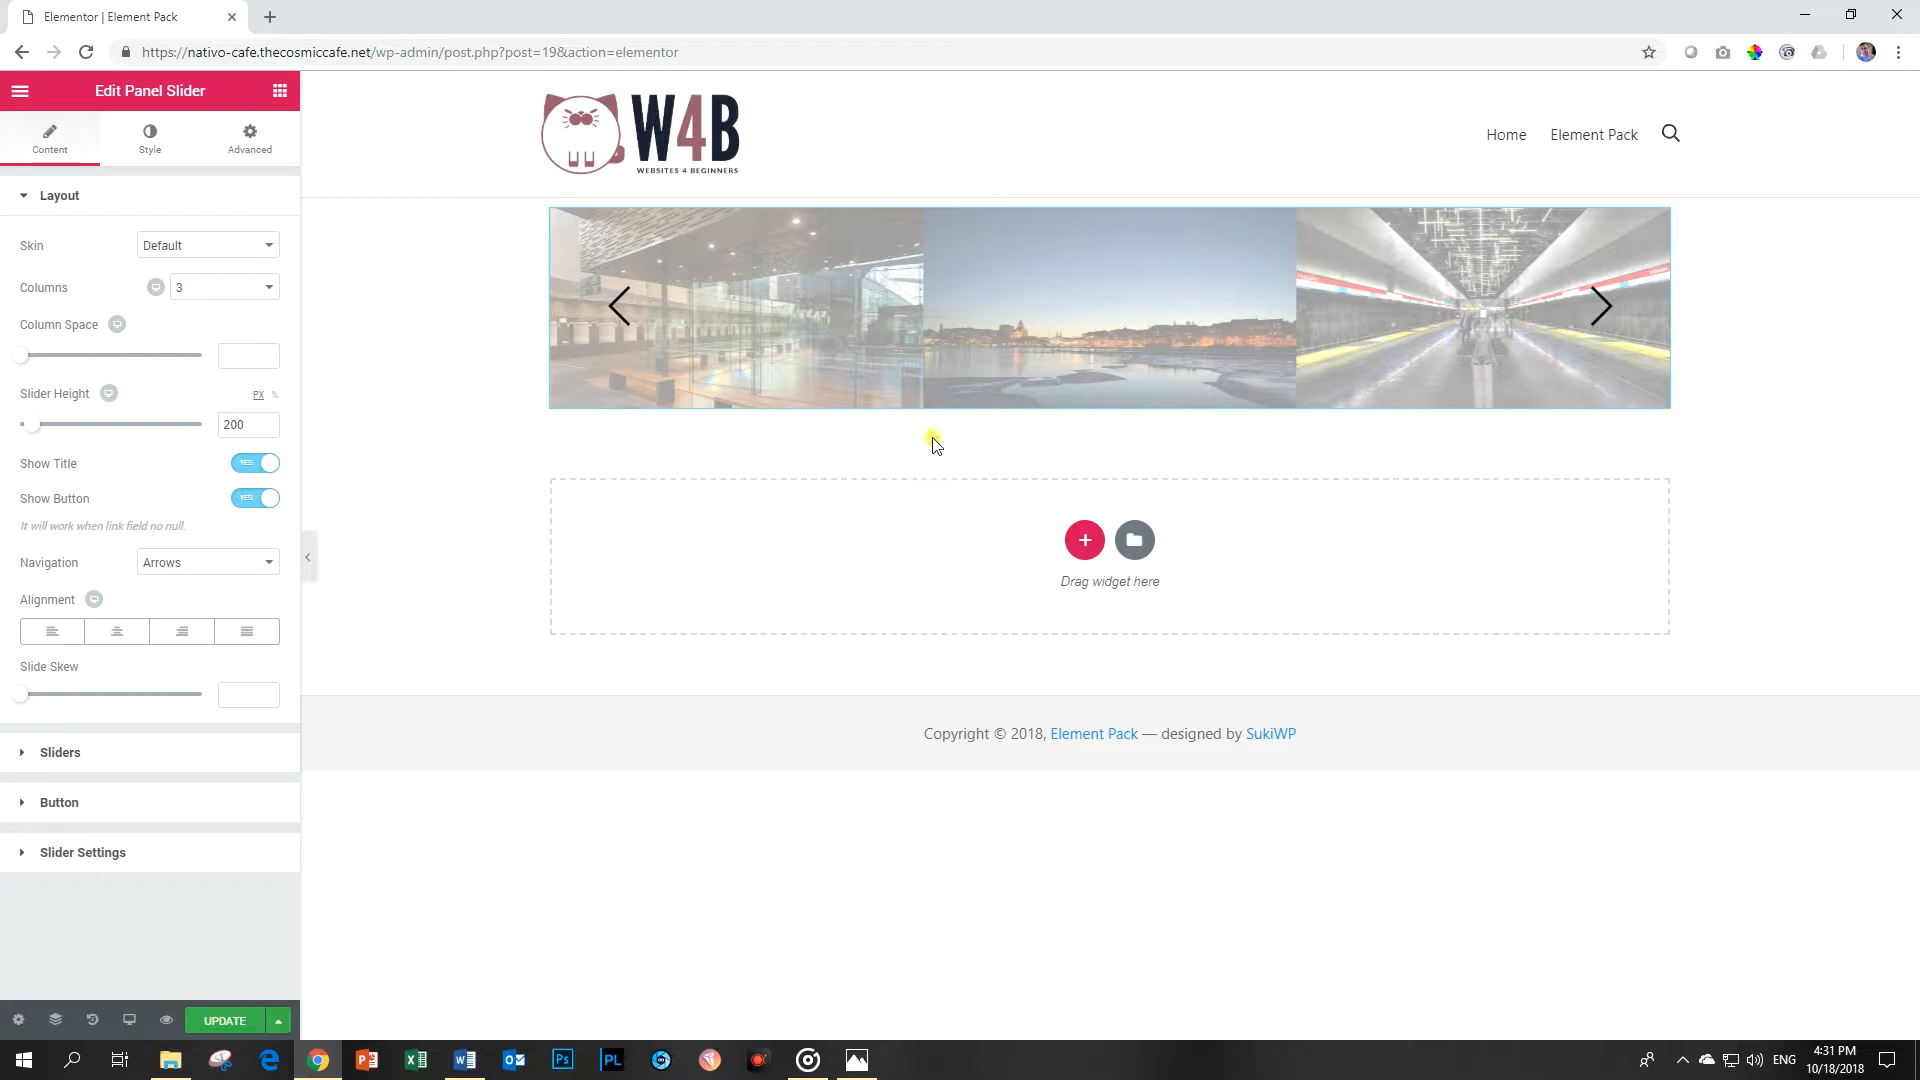 Elementor | Element Pack
https://nativo-cafe.thecosmiccafe.net/wp-admin/post.php?post=19&action=elementor
Edit Panel Slider
Content
Style
Advanced
Layout
Skin
Default
Columns
3
Column Space
Slider Height
PX
%
200
Show Title
YES
Show Button
YES
It will work when link field no null.
Navigation
Arrows
Alignment
Slide Skew
Sliders
Button
Slider Settings
UPDATE
W4B
WEBSITES 4 BEGINNERS
Home
Element Pack
Drag widget here
Copyright © 2018, Element Pack — designed by SukiWP
Ps
PL
ENG
4:31 PM
10/18/2018